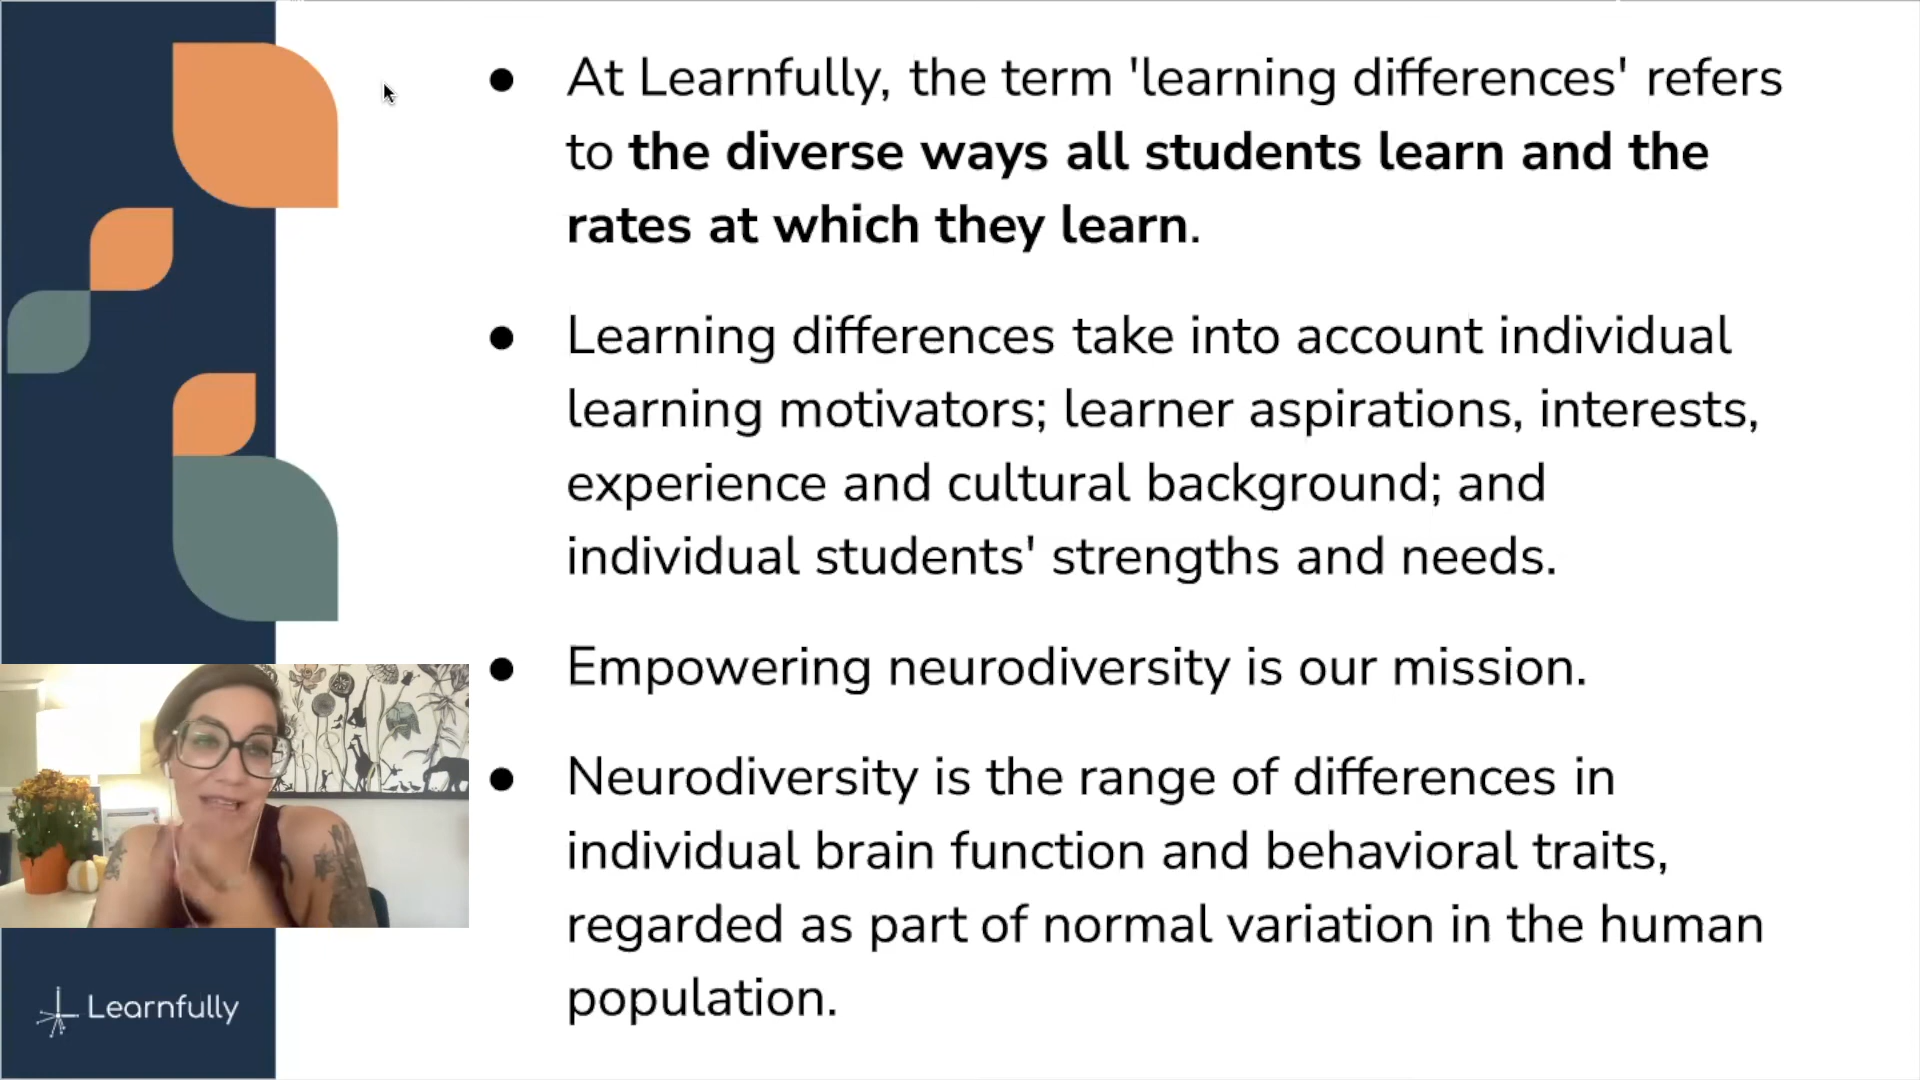 ● At Learnfully, the term 'learning differences' refers
to the diverse ways all students learn and the
rates at which they learn.
● Learning differences take into account individual
learning motivators; learner aspirations, interests,
experience and cultural background; and
individual students' strengths and needs.
● Empowering neurodiversity is our mission.
● Neurodiversity is the range of differences in
individual brain function and behavioral traits,
regarded as part of normal variation in the human
population.
Learnfully